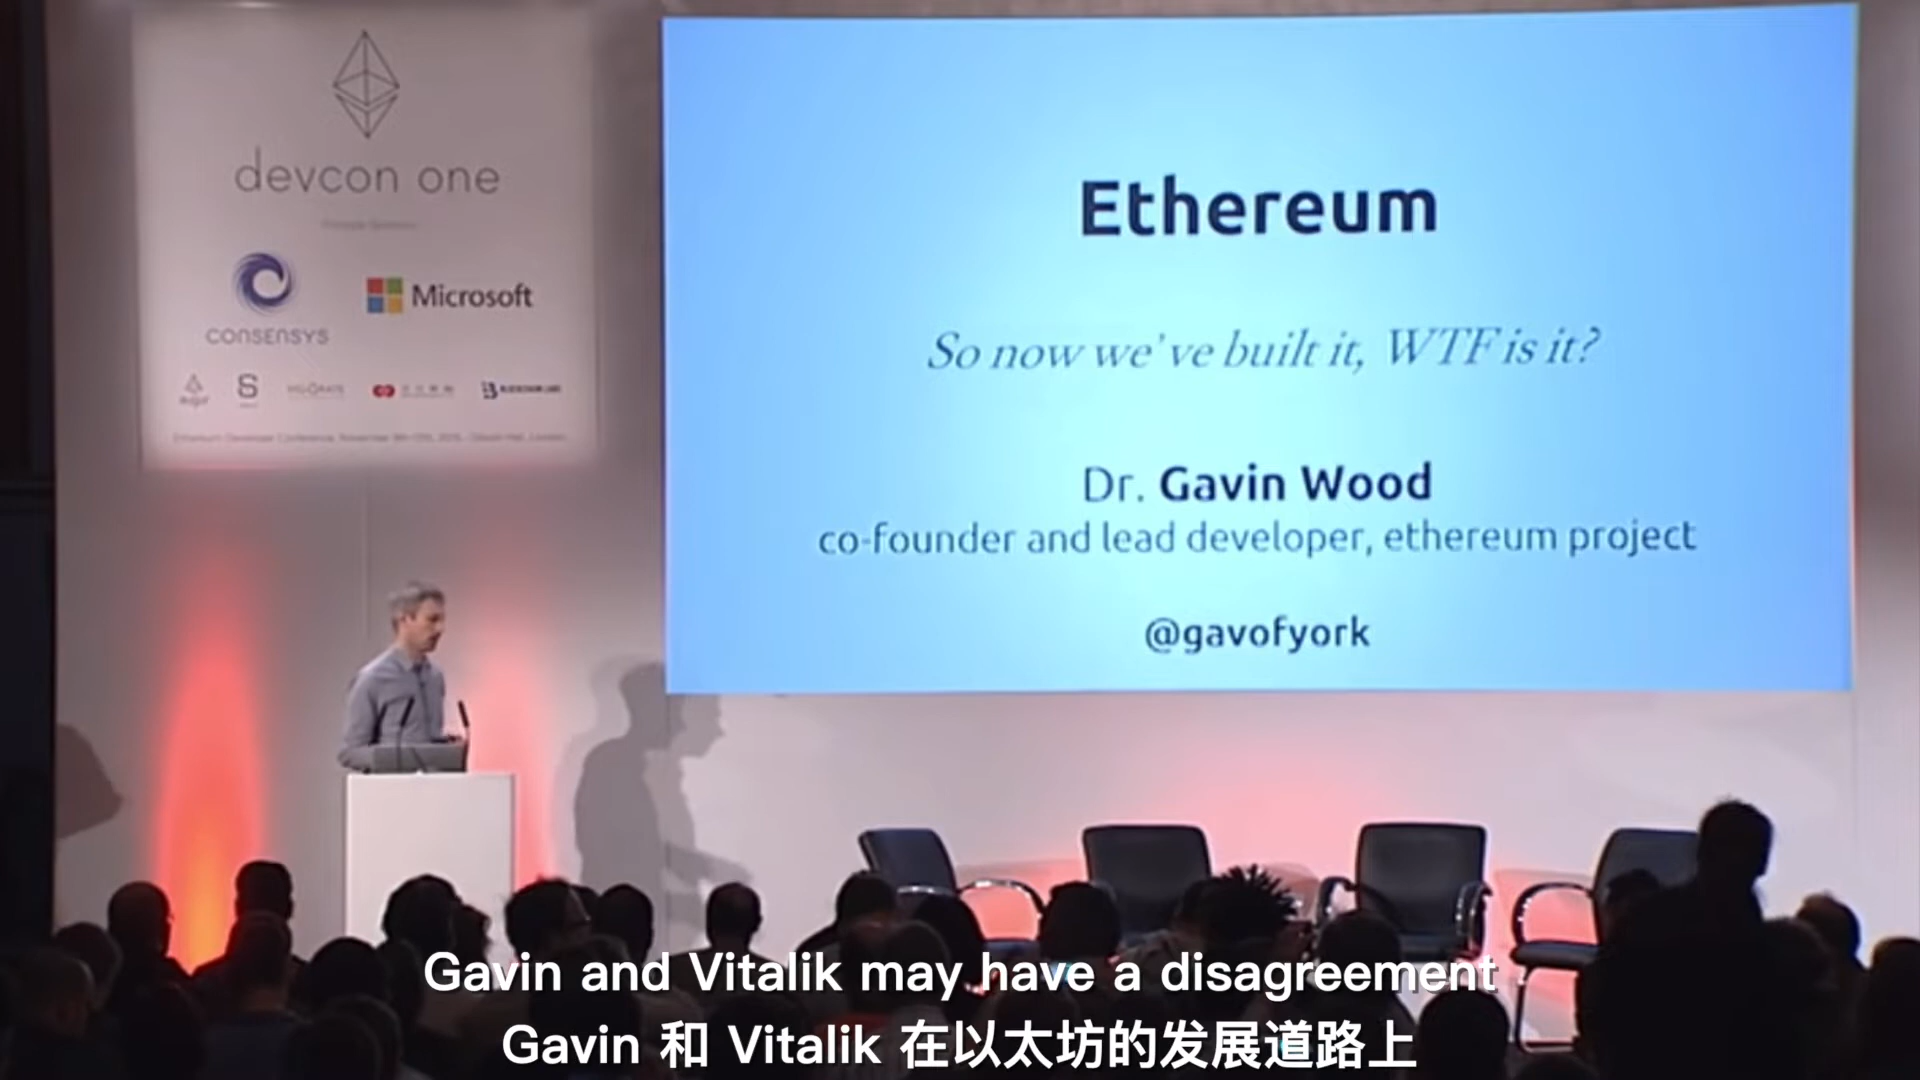 devcon one
CONSENSYS
Microsoft
Ethereum
So now we've built it, WTF is it?
Dr. Gavin Wood
co-founder and lead developer, ethereum project
@gavofyork
Gavin and Vitalik may have a disagreement
Gavin 和 Vitalik 在以太坊的发展道路上